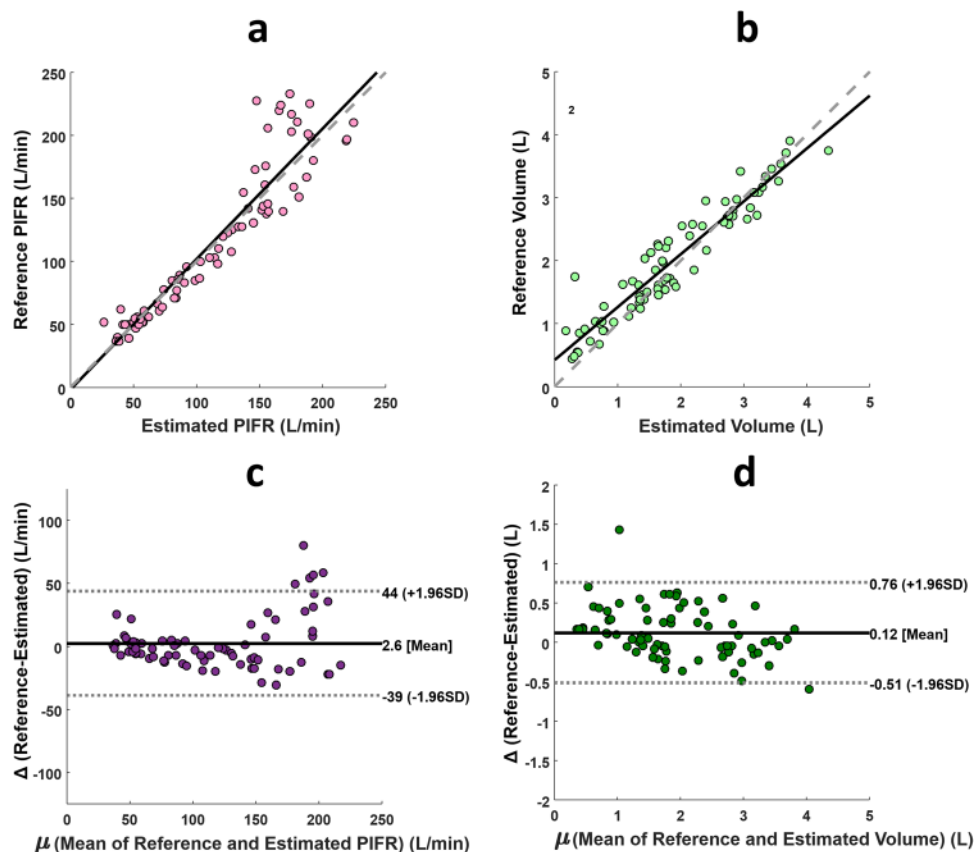 a
250
200
150
100
50
0
Reference PIFR (L/min)
0
50
100
150
200
250
Estimated PIFR (L/min)
b
5
4
3
2
1
0
2
Reference Volume (L)
0
1
2
3
4
5
Estimated Volume (L)
c
100
50
0
-50
-100
Δ (Reference-Estimated) (L/min)
44 (+1.96SD)
2.6 [Mean]
-39 (-1.96SD)
0
50
100
150
200
250
μ (Mean of Reference and Estimated PIFR) (L/min)
d
2
1.5
1
0.5
0
-0.5
-1
-1.5
-2
Δ (Reference-Estimated) (L)
0.76 (+1.96SD)
0.12 [Mean]
-0.51 (-1.96SD)
0
1
2
3
4
5
μ (Mean of Reference and Estimated Volume) (L)